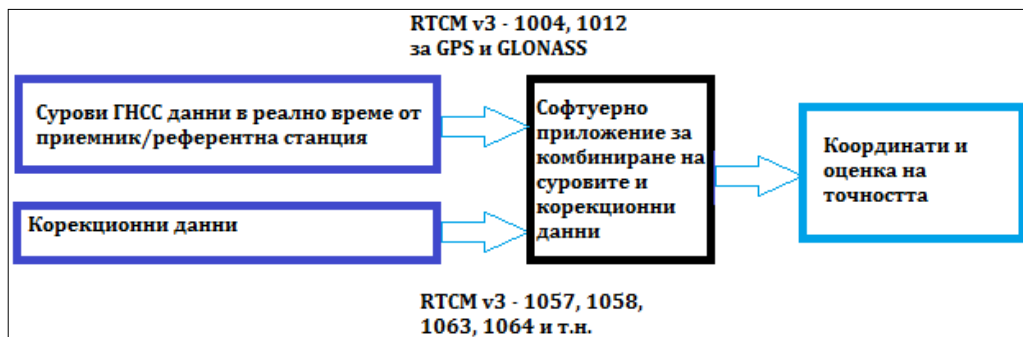 RTCM v3 - 1004, 1012
за GPS и GLONASS
Сурови ГНСС данни в реално време от
приемник/референтна станция
Корекционни данни
Софтуерно
приложение за
комбиниране на
суровите и
корекционни
данни
Координати и
оценка на
точността
RTCM v3 - 1057, 1058,
1063, 1064 и т.н.